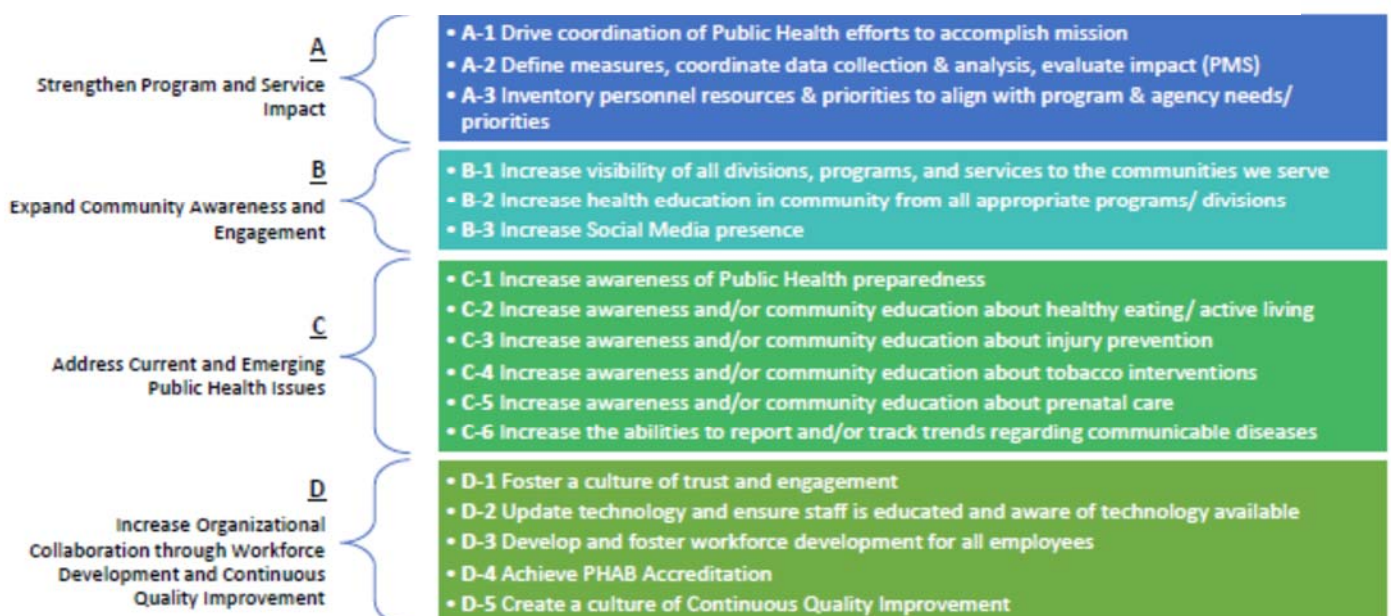 A
Strengthen Program and Service
Impact
• A-1 Drive coordination of Public Health efforts to accomplish mission
• A-2 Define measures, coordinate data collection & analysis, evaluate impact (PMS)
• A-3 Inventory personnel resources & priorities to align with program & agency needs/
priorities
B
Expand Community Awareness and
Engagement
• B-1 Increase visibility of all divisions, programs, and services to the communities we serve
• B-2 Increase health education in community from all appropriate programs/ divisions
• B-3 Increase Social Media presence
C
Address Current and Emerging
Public Health Issues
• C-1 Increase awareness of Public Health preparedness
• C-2 Increase awareness and/or community education about healthy eating/ active living
• C-3 Increase awareness and/or community education about injury prevention
• C-4 Increase awareness and/or community education about tobacco interventions
• C-5 Increase awareness and/or community education about prenatal care
• C-6 Increase the abilities to report and/or track trends regarding communicable diseases
D
Increase Organizational
Collaboration through Workforce
Development and Continuous
Quality Improvement
• D-1 Foster a culture of trust and engagement
• D-2 Update technology and ensure staff is educated and aware of technology available
• D-3 Develop and foster workforce development for all employees
• D-4 Achieve PHAB Accreditation
• D-5 Create a culture of Continuous Quality Improvement